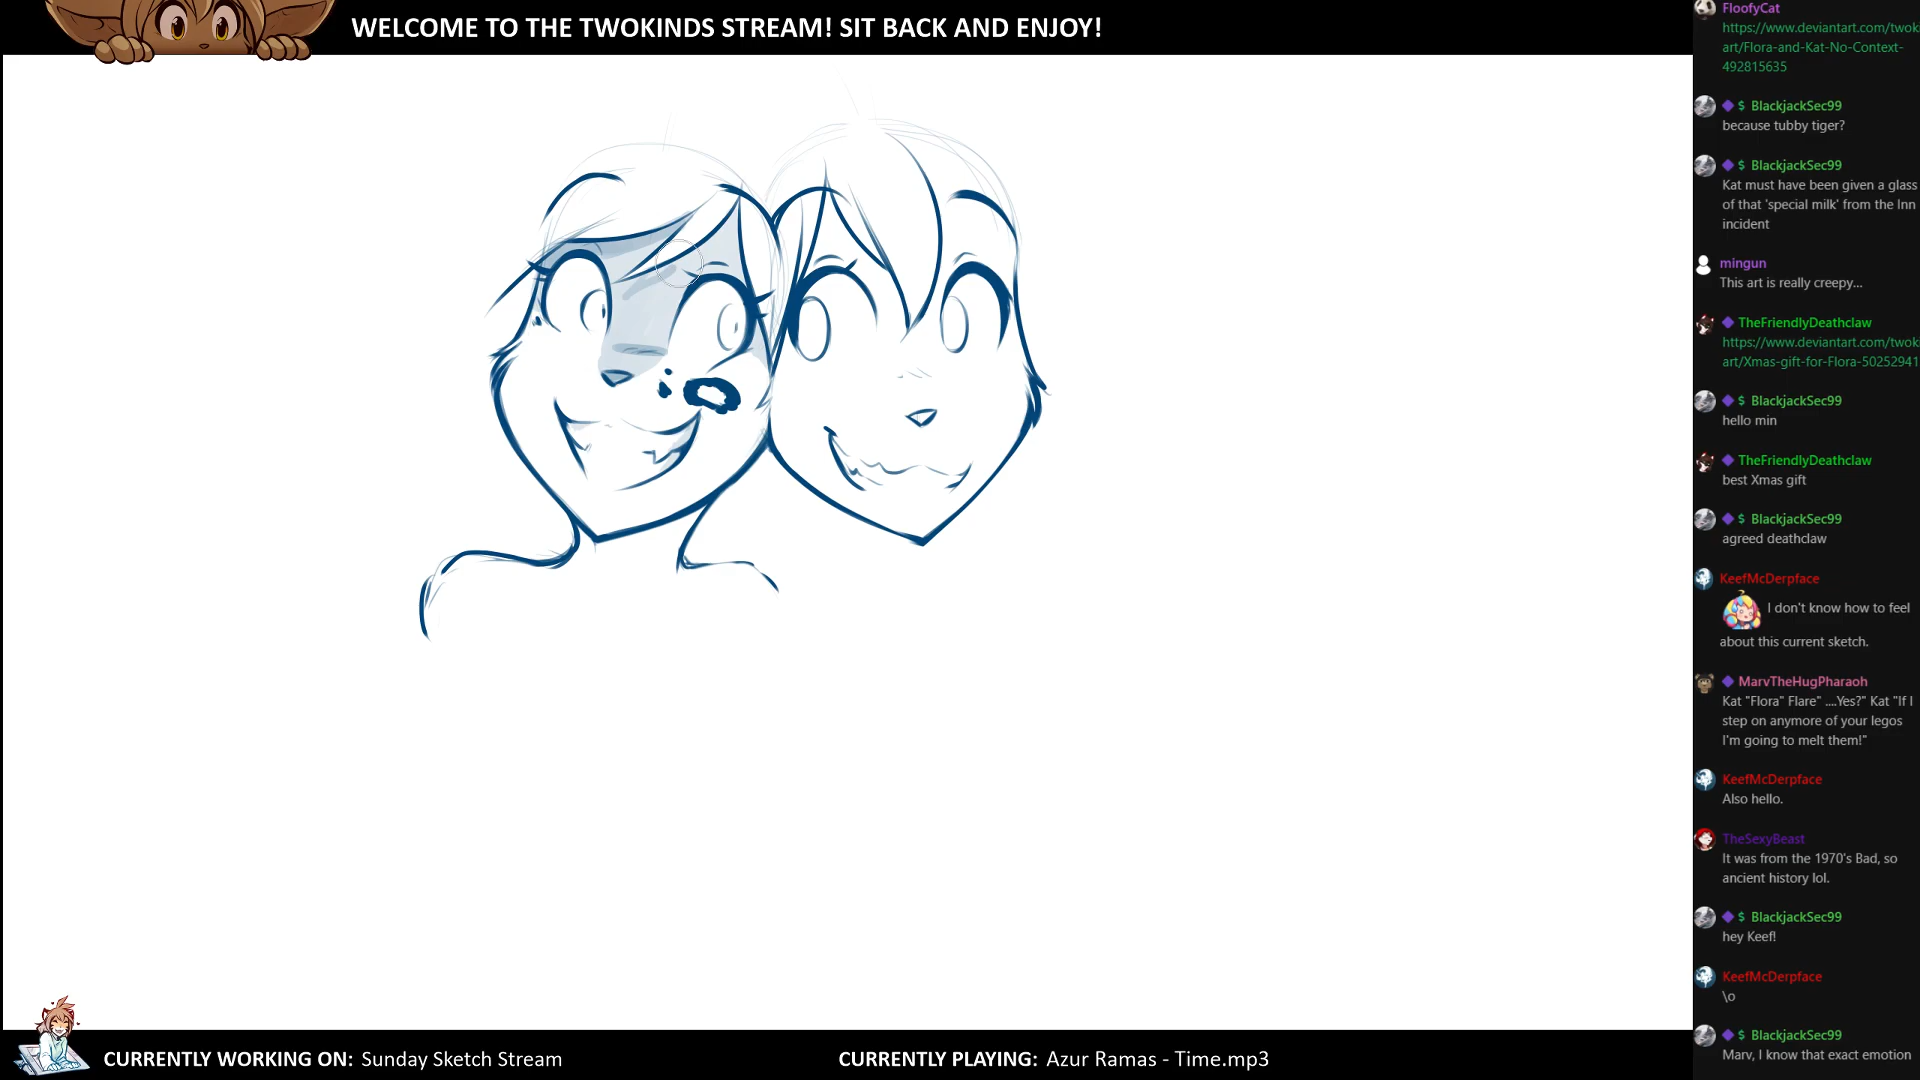 WELCOME TO THE TWOKINDS STREAM! SIT BACK AND ENJOY!
FloofyCat
https://www.deviantart.com/twoki
art/Flora-and-Kat-No-Context-
492815635
$ BlackjackSec99
because tubby tiger?
$ BlackjackSec99
Kat must have been given a glass
of that 'special milk' from the Inn
incident
mingun
This art is really creepy...
TheFriendlyDeathclaw
https://www.deviantart.com/twoki
art/Xmas-gift-for-Flora-50252941
$ BlackjackSec99
hello min
TheFriendlyDeathclaw
best Xmas gift
$ BlackjackSec99
agreed deathclaw
KeefMcDerpface
I don't know how to feel
about this current sketch.
MarvTheHugPharaoh
Kat "Flora" Flare" ....Yes?" Kat "If I
step on anymore of your legos
I'm going to melt them!"
KeefMcDerpface
Also hello.
TheSexyBeast
It was from the 1970's Bad, so
ancient history lol.
$ BlackjackSec99
hey Keef!
KeefMcDerpface
\o
$ BlackjackSec99
Marv, I know that exact emotion
CURRENTLY WORKING ON: Sunday Sketch Stream
CURRENTLY PLAYING: Azur Ramas - Time.mp3